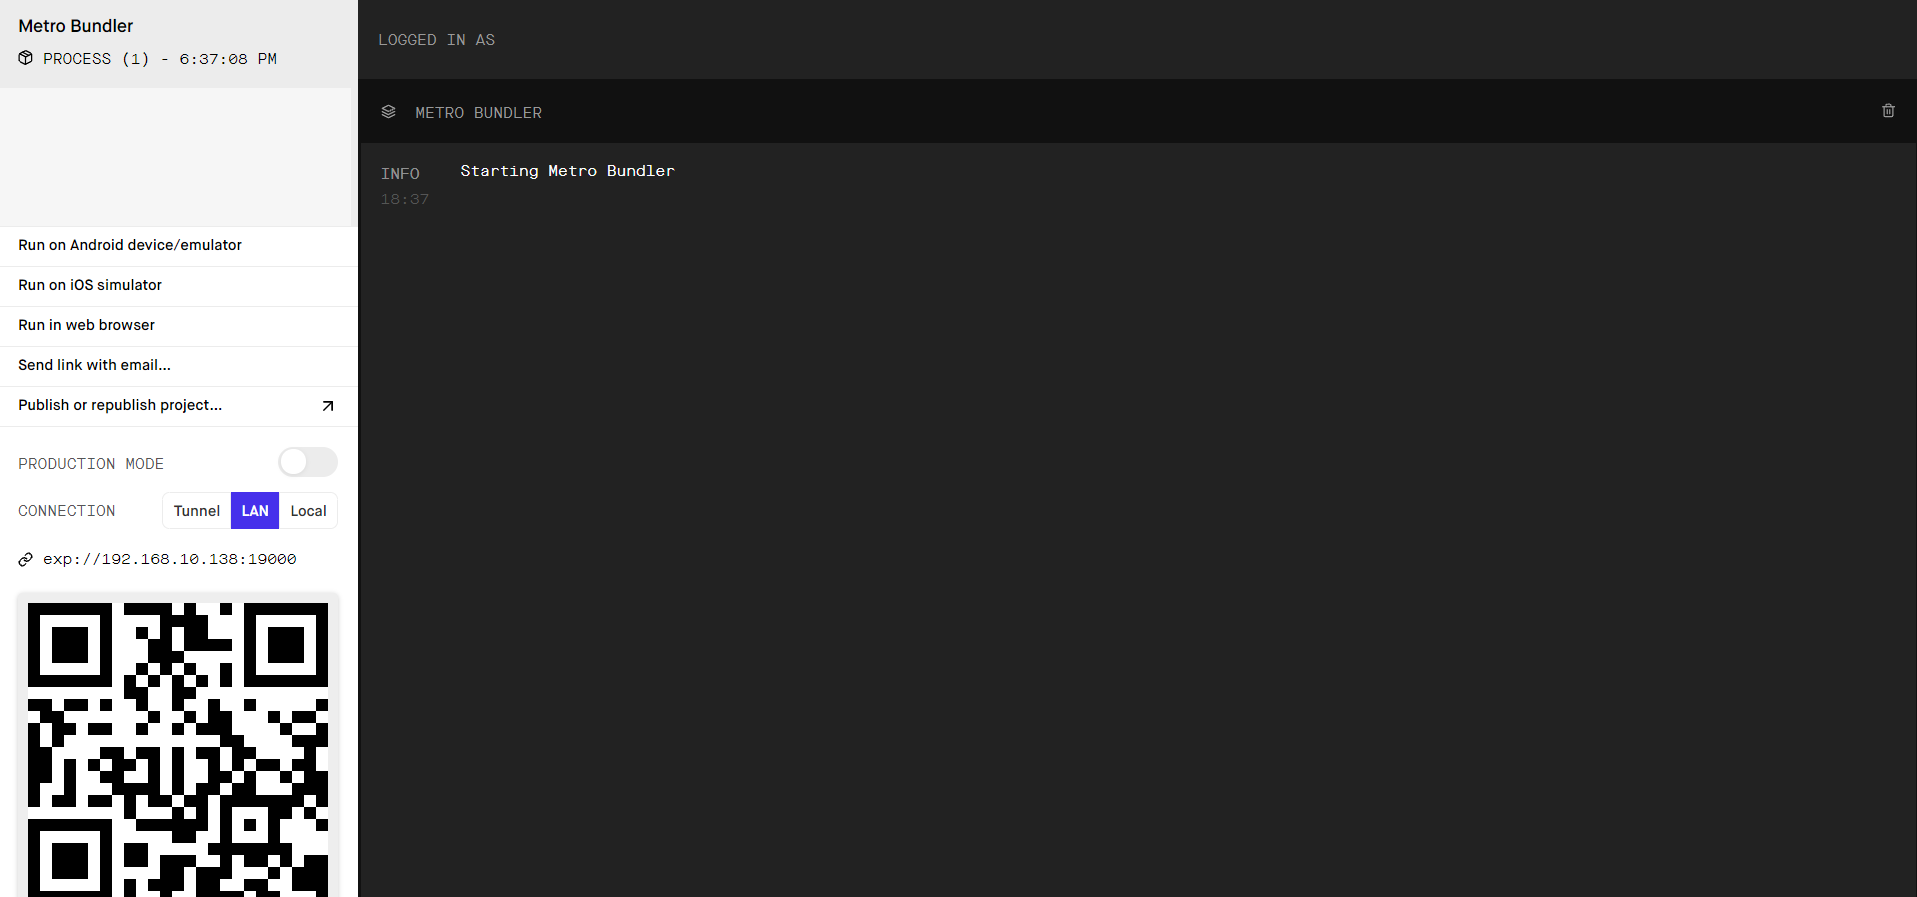 Metro Bundler
PROCESS (1) - 6:37:08 PM
Run on Android device/emulator
Run on iOS simulator
Run in web browser
Send link with email...
Publish or republish project...
PRODUCTION MODE
CONNECTION
Tunnel LAN Local
exp://192.168.10.138:19000
LOGGED IN AS
METRO BUNDLER
INFO Starting Metro Bundler
18:37